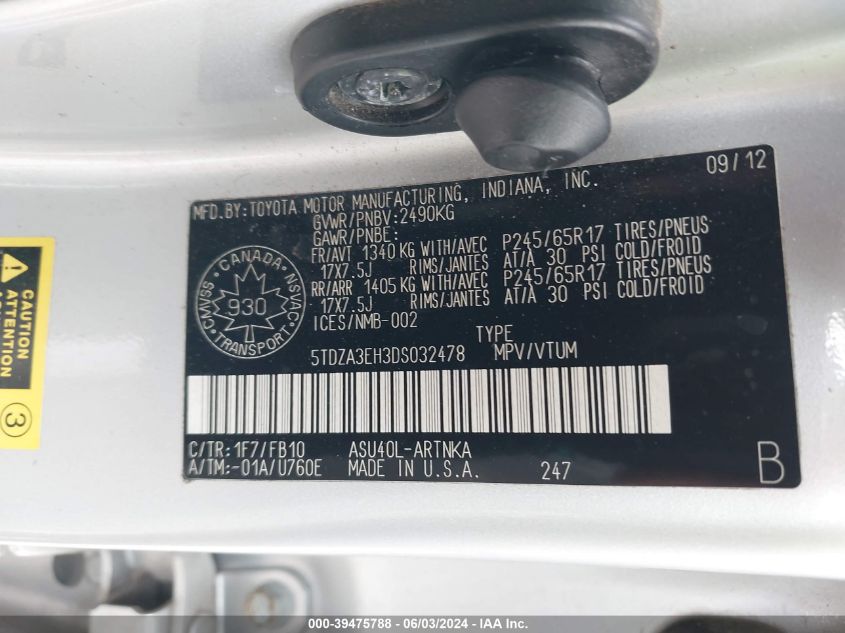 09/12
MFD.BY:TOYOTA MOTOR MANUFACTURING, INDIANA, INC.
GVWR/PNBV:2490KG
GAWR/PNBE:
FR/AVT 1340 KG WITH/AVEC P245/65R17 TIRES/PNEUS
17X7.5J RIMS/JANTES AT/A 30 PSI COLD/FROID
RR/ARR 1405 KG WITH/AVEC P245/65R17 TIRES/PNEUS
17X7.5J RIMS/JANTES AT/A 30 PSI COLD/FROID
ICES/NMB-002
CANADA
CMVSS NSVAC
930
TRANSPORT
TYPE
5TDZA3EH3DS032478 MPV/VTUM
C/TR:1F7/FB10 ASU40L-ARTNKA
A/TM:-01A/U760E MADE IN U.S.A. 247 B
3
000-39475788 - 06/03/2024 - IAA Inc.